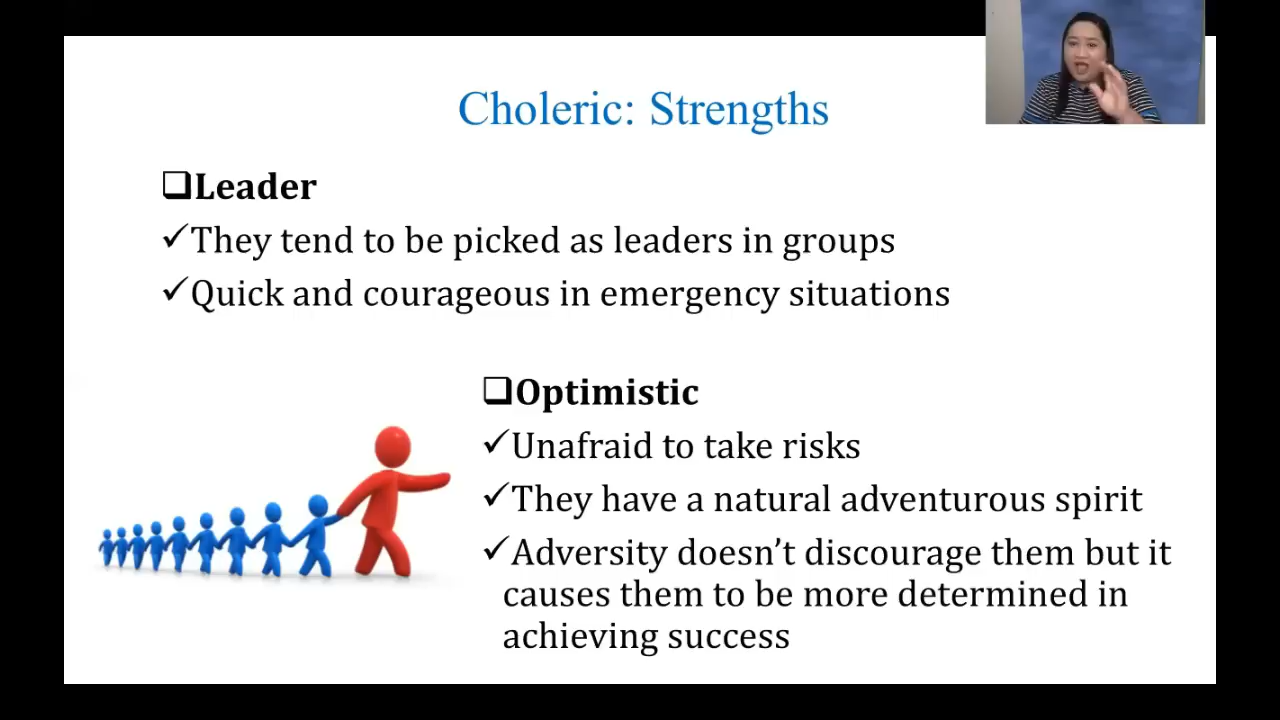 Choleric: Strengths
❑Leader
✓They tend to be picked as leaders in groups
✓Quick and courageous in emergency situations
❑Optimistic
✓Unafraid to take risks
✓They have a natural adventurous spirit
✓Adversity doesn’t discourage them but it
causes them to be more determined in
achieving success